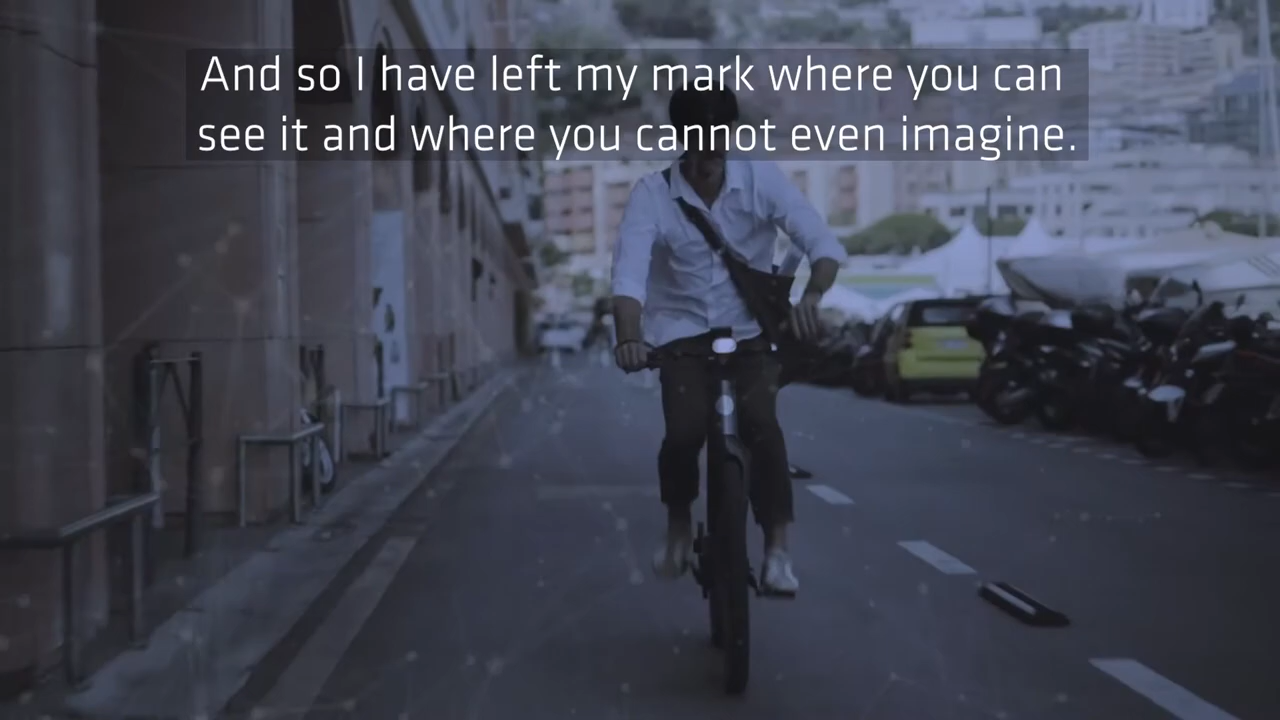 And so I have left my mark where you can
see it and where you cannot even imagine.